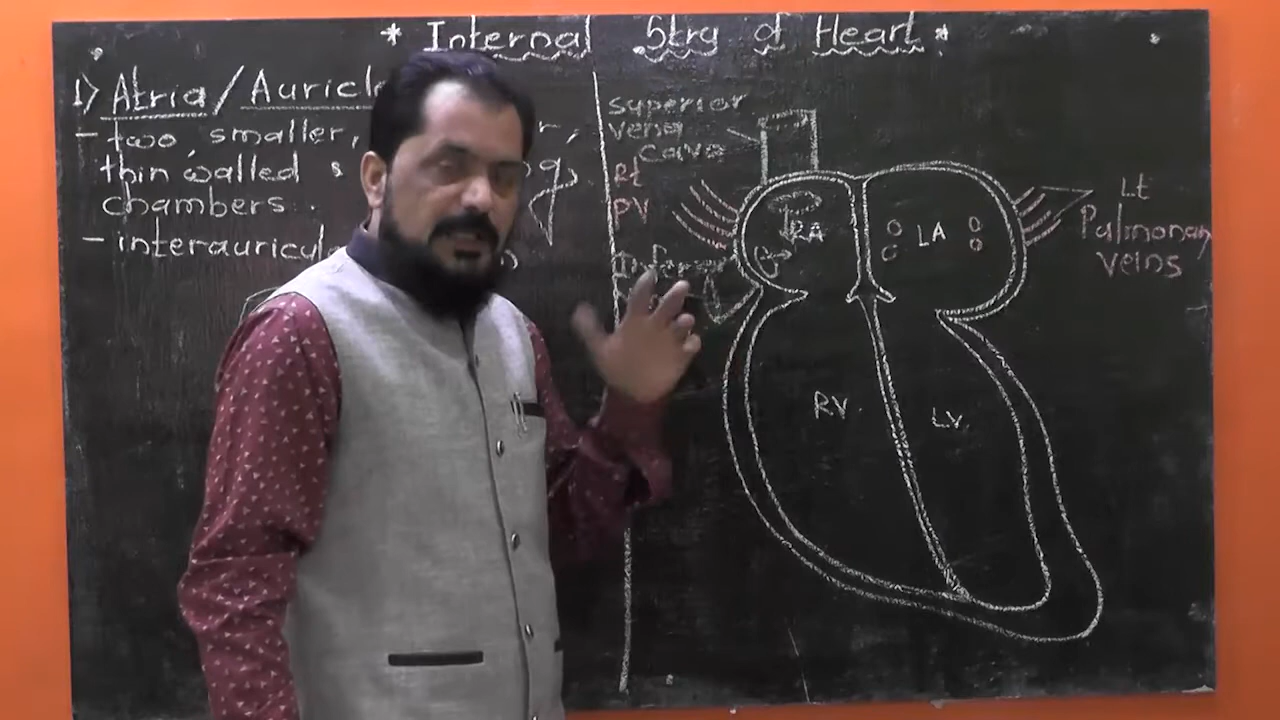 * Internal Stry of Heart *
1) Atria/Auricl
- two, smaller,
thin walled &
chambers.
- interauricul
superior
vena
cava
Rt
PV
Inferior
RA
LA
RV.
LV.
Lt
Pulmonary
veins